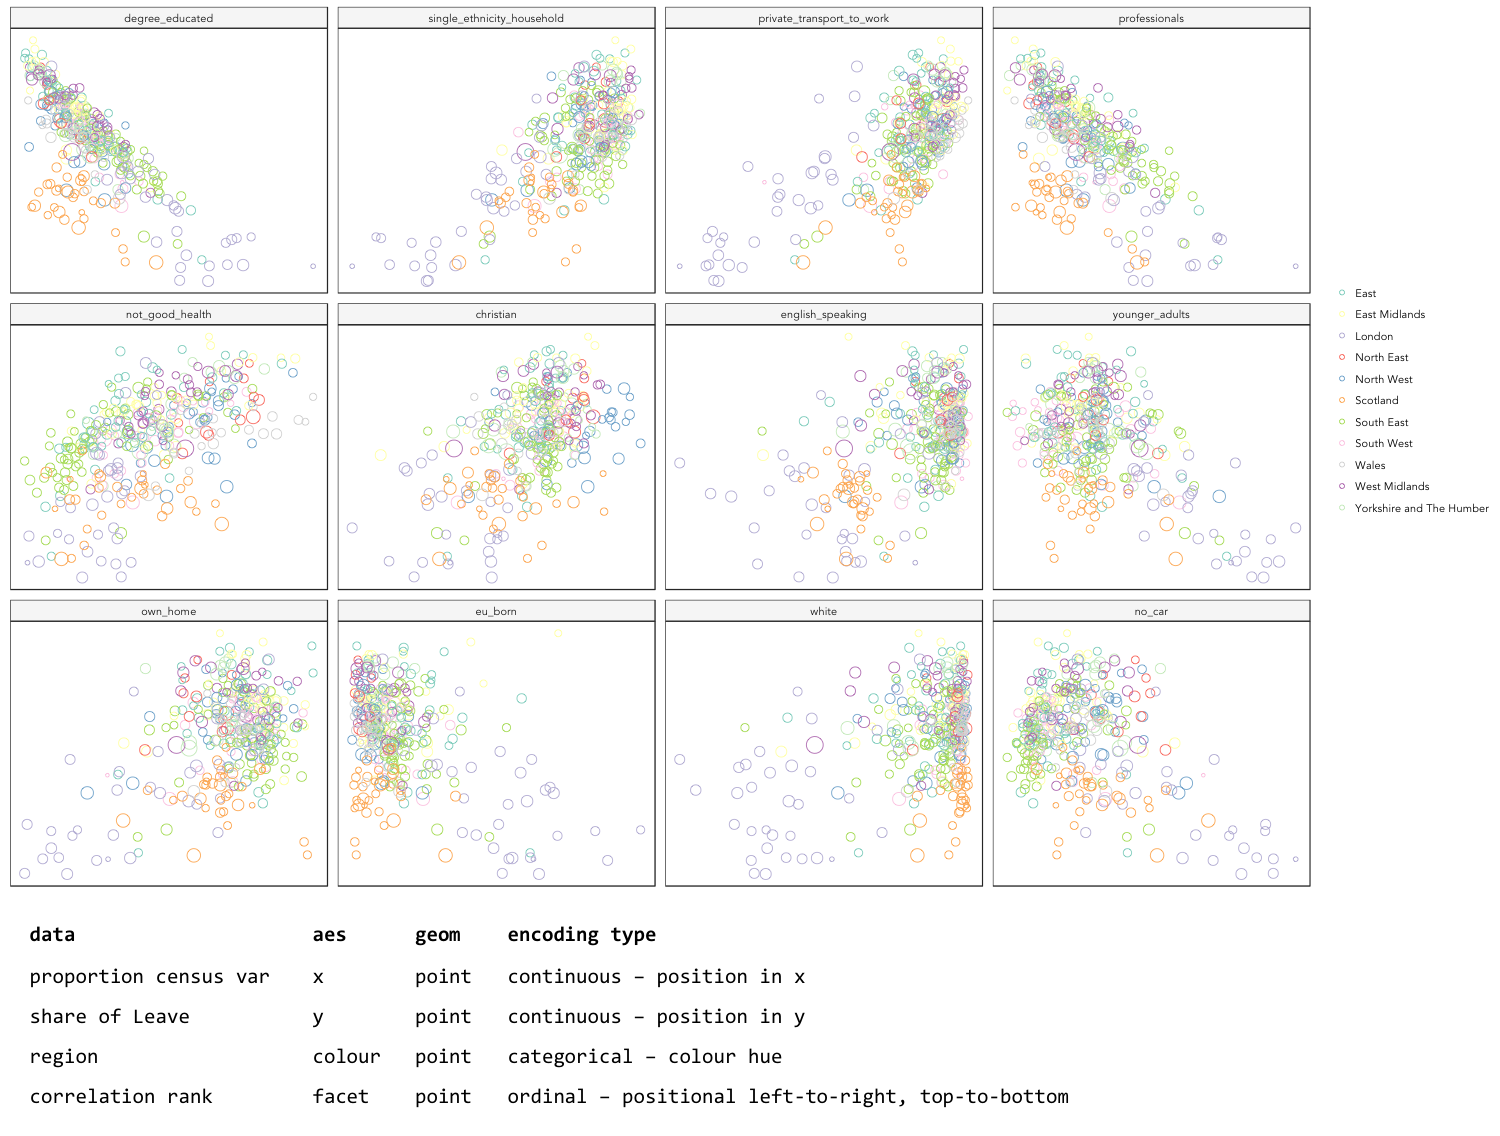 degree_educated
single_ethnicity_household
private_transport_to_work
professionals
not_good_health
christian
english_speaking
younger_adults
own_home
eu_born
white
no_car
East
East Midlands
London
North East
North West
Scotland
South East
South West
Wales
West Midlands
Yorkshire and The Humber
data aes geom encoding type
proportion census var x point continuous – position in x
share of Leave y point continuous – position in y
region colour point categorical – colour hue
correlation rank facet point ordinal – positional left-to-right, top-to-bottom